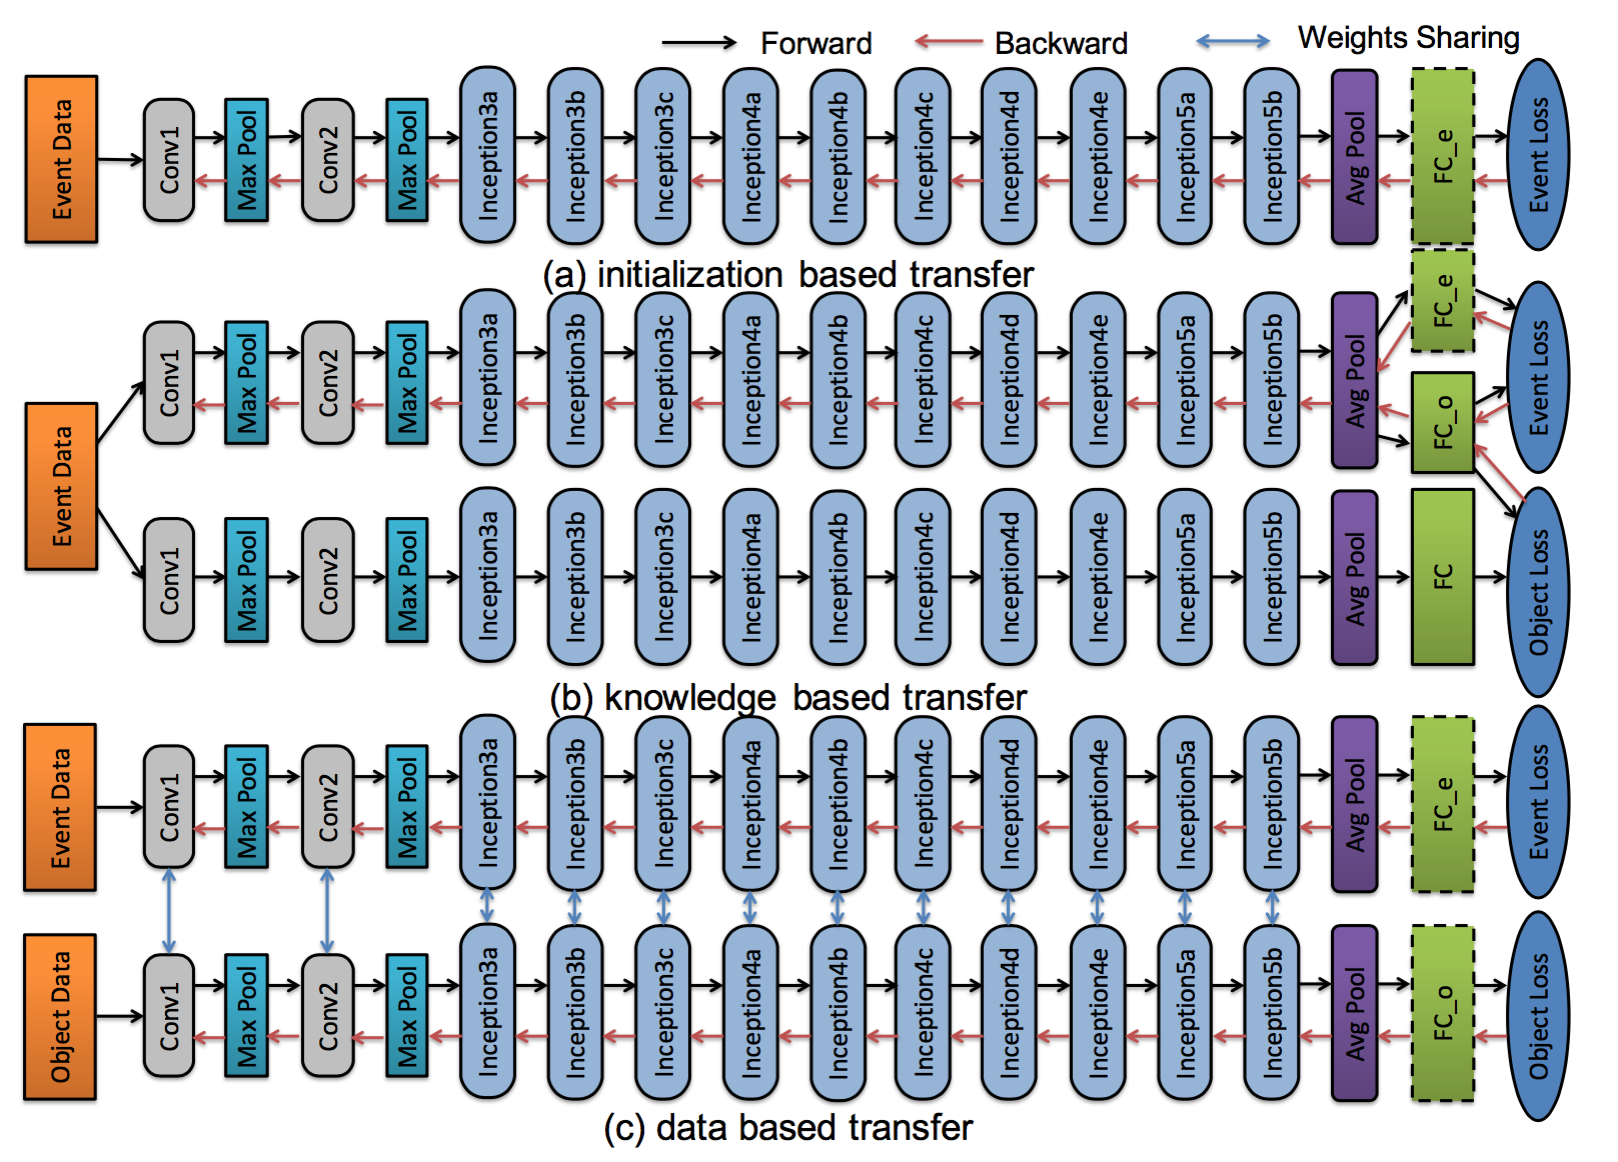 Forward Backward Weights Sharing
Event Data Conv1 Max Pool Conv2 Max Pool Inception3a Inception3b Inception3c Inception4a Inception4b Inception4c Inception4d Inception4e Inception5a Inception5b Avg Pool FC_e Event Loss
(a) initialization based transfer
Event Data
Conv1 Max Pool Conv2 Max Pool Inception3a Inception3b Inception3c Inception4a Inception4b Inception4c Inception4d Inception4e Inception5a Inception5b Avg Pool FC_e FC_o Event Loss
Conv1 Max Pool Conv2 Max Pool Inception3a Inception3b Inception3c Inception4a Inception4b Inception4c Inception4d Inception4e Inception5a Inception5b Avg Pool FC Object Loss
(b) knowledge based transfer
Event Data Conv1 Max Pool Conv2 Max Pool Inception3a Inception3b Inception3c Inception4a Inception4b Inception4c Inception4d Inception4e Inception5a Inception5b Avg Pool FC_e Event Loss
Object Data Conv1 Max Pool Conv2 Max Pool Inception3a Inception3b Inception3c Inception4a Inception4b Inception4c Inception4d Inception4e Inception5a Inception5b Avg Pool FC_o Object Loss
(c) data based transfer